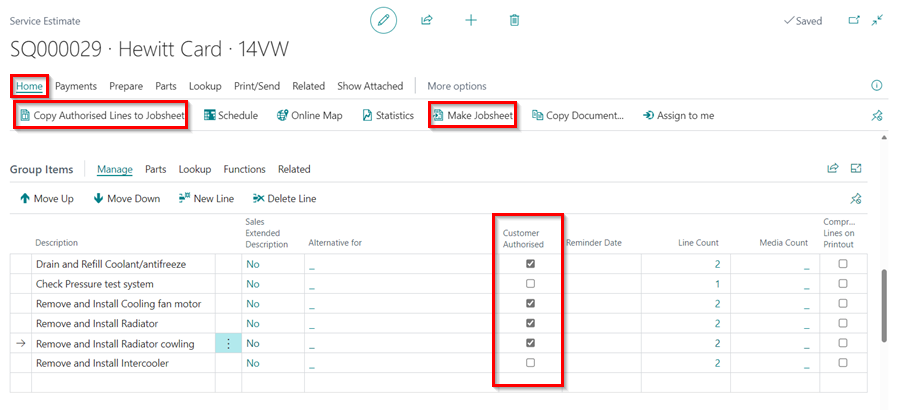 Service Estimate
Saved
SQ000029 · Hewitt Card · 14VW
Home Payments Prepare Parts Lookup Print/Send Related Show Attached More options
Copy Authorised Lines to Jobsheet Schedule Online Map Statistics Make Jobsheet Copy Document... Assign to me
Group Items Manage Parts Lookup Functions Related
Move Up Move Down New Line Delete Line
Description Sales Extended Description Alternative for Customer Authorised Reminder Date Line Count Media Count Compr... Lines on Printout
Drain and Refill Coolant/antifreeze No _ 2 _
Check Pressure test system No _ 1 _
Remove and Install Cooling fan motor No _ 2 _
Remove and Install Radiator No _ 2 _
Remove and Install Radiator cowling No _ 2 _
Remove and Install Intercooler No _ 2 _